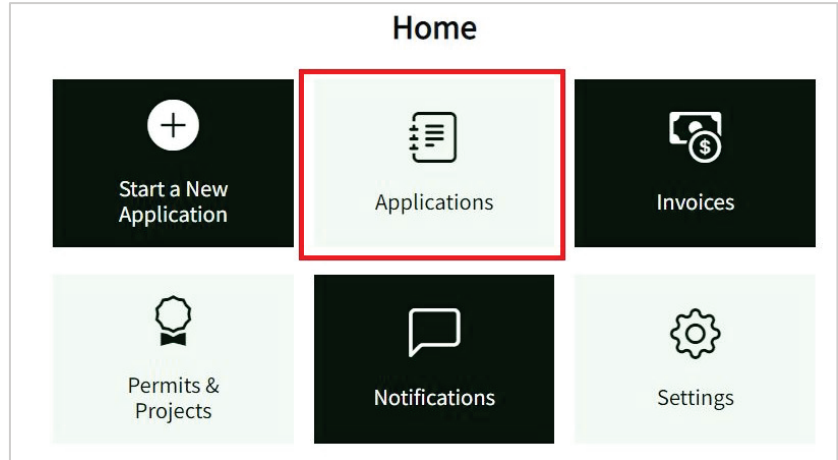 Home
Start a New
Application
Applications
Invoices
Permits &
Projects
Notifications
Settings